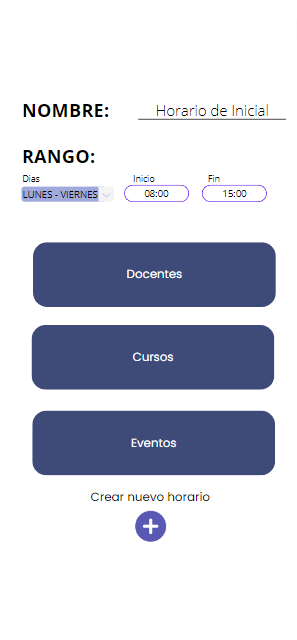 NOMBRE: Horario de Inicial
RANGO:
Dias Inicio Fin
LUNES - VIERNES 08:00 15:00
Docentes
Cursos
Eventos
Crear nuevo horario